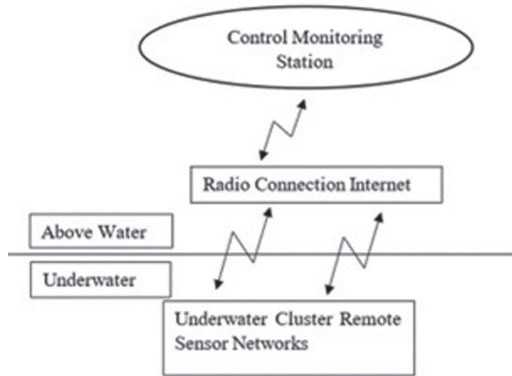 Control Monitoring
Station
Radio Connection Internet
Above Water
Underwater
Underwater Cluster Remote
Sensor Networks